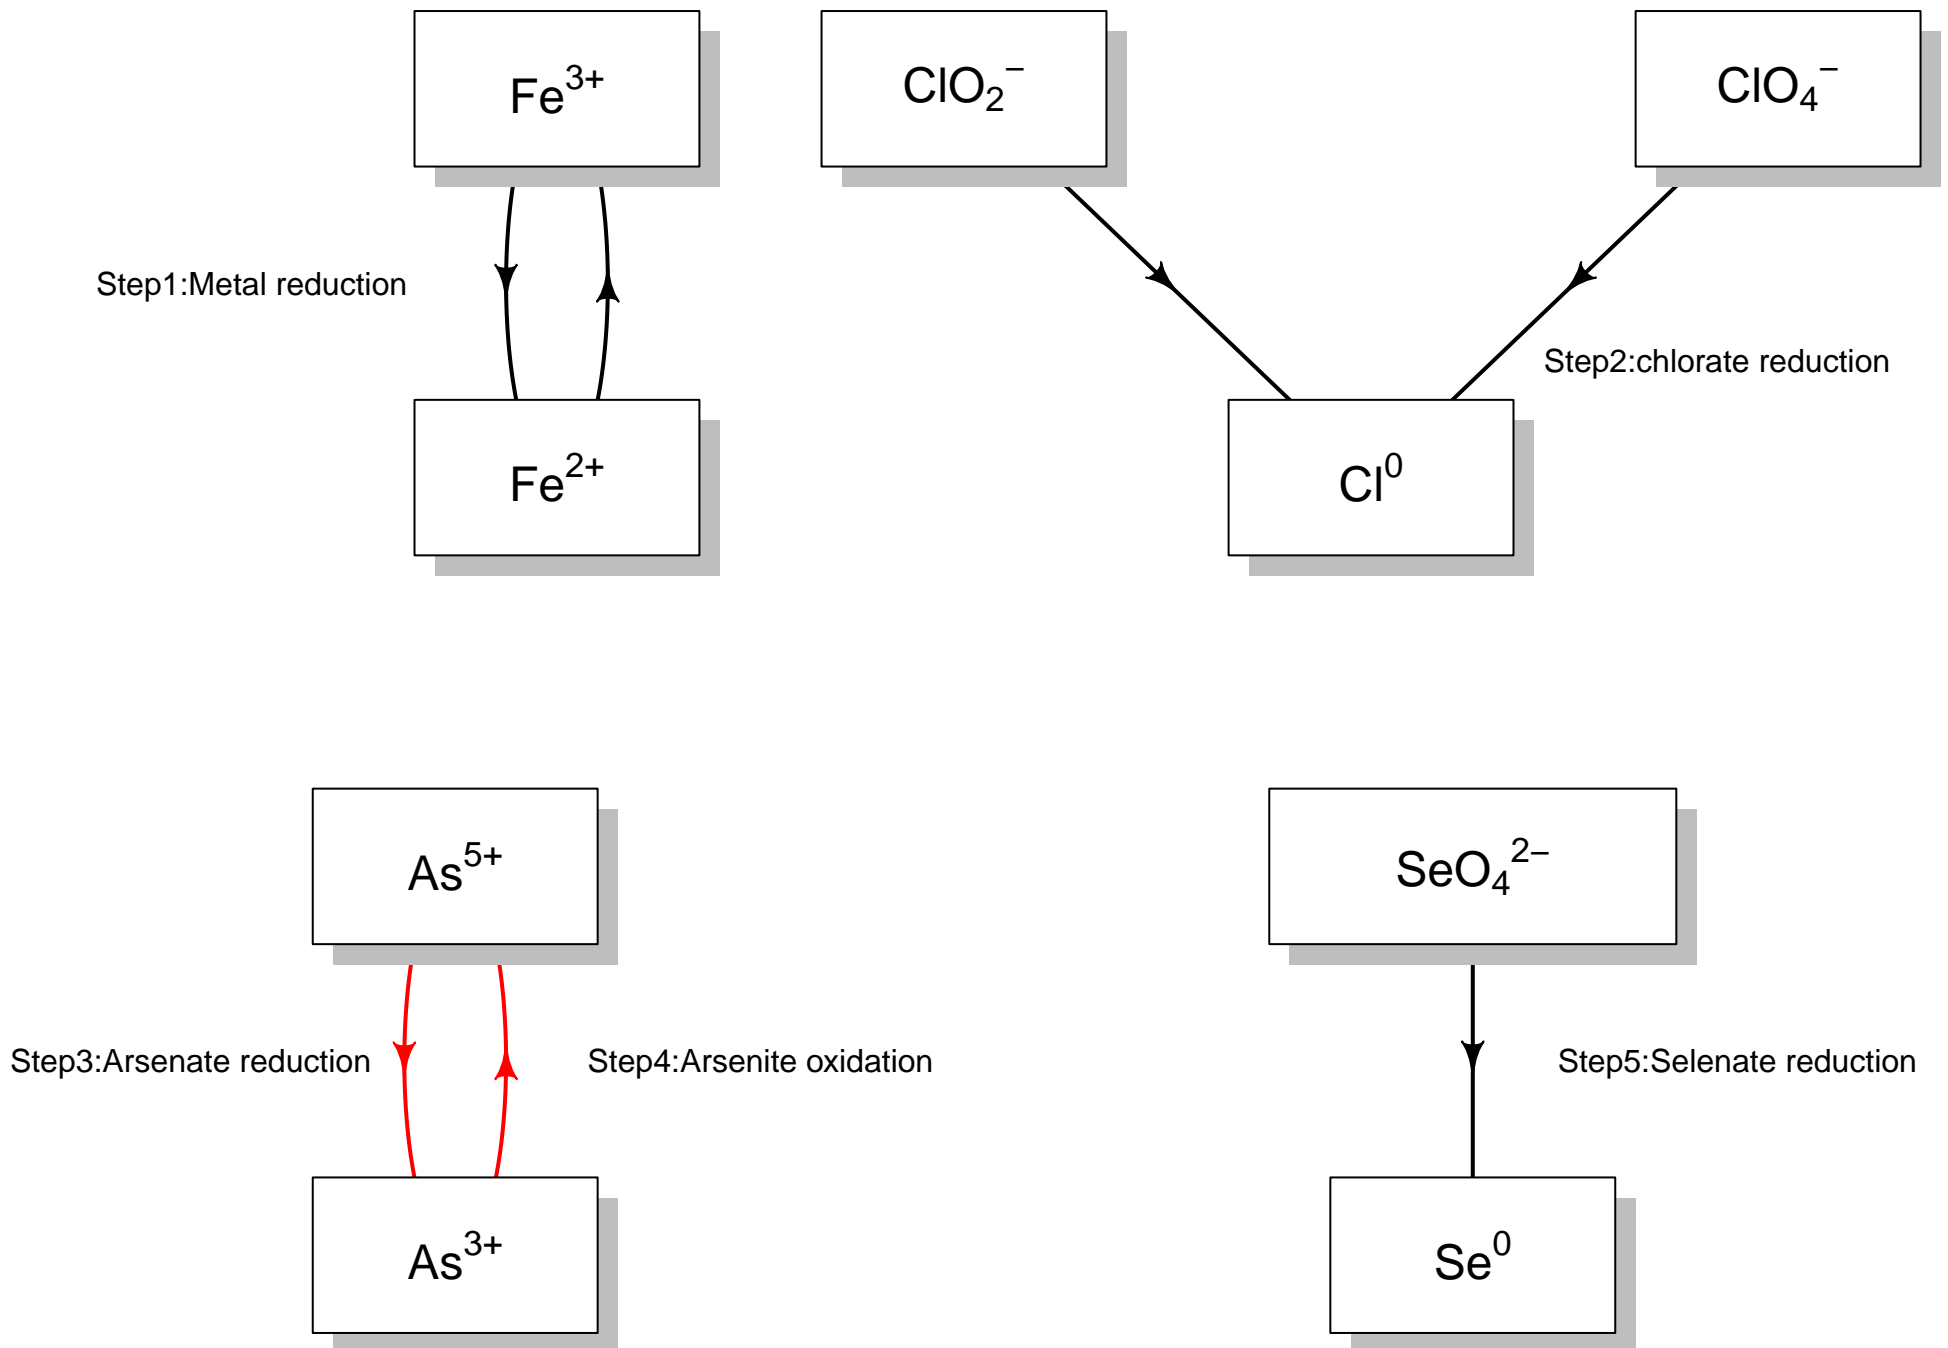 Fe³⁺
ClO₂⁻
ClO₄⁻
Step1:Metal reduction
Step2:chlorate reduction
Fe²⁺
Cl⁰
As⁵⁺
SeO₄²⁻
Step3:Arsenate reduction
Step4:Arsenite oxidation
Step5:Selenate reduction
As³⁺
Se⁰